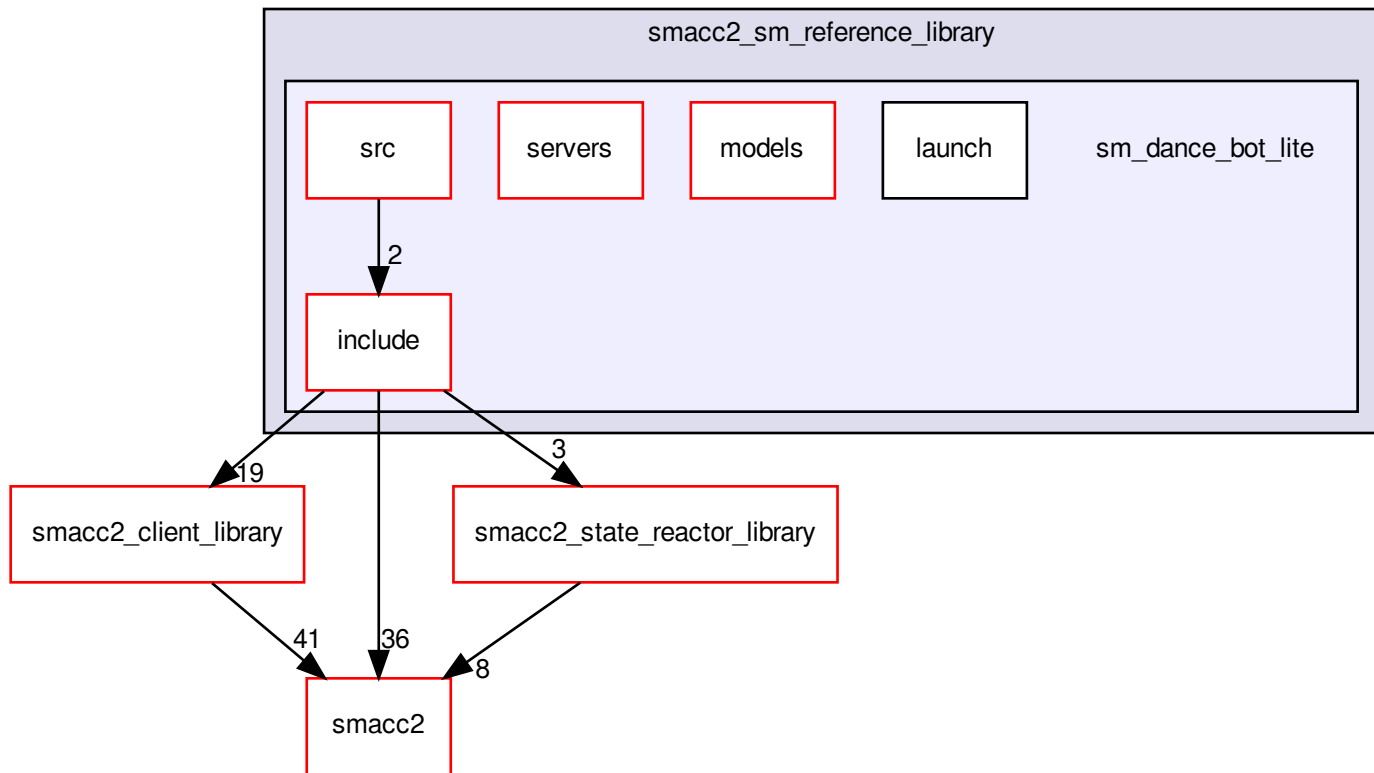 smacc2_sm_reference_library
src
servers
models
launch
sm_dance_bot_lite
2
include
19
3
smacc2_client_library
smacc2_state_reactor_library
41
36
8
smacc2